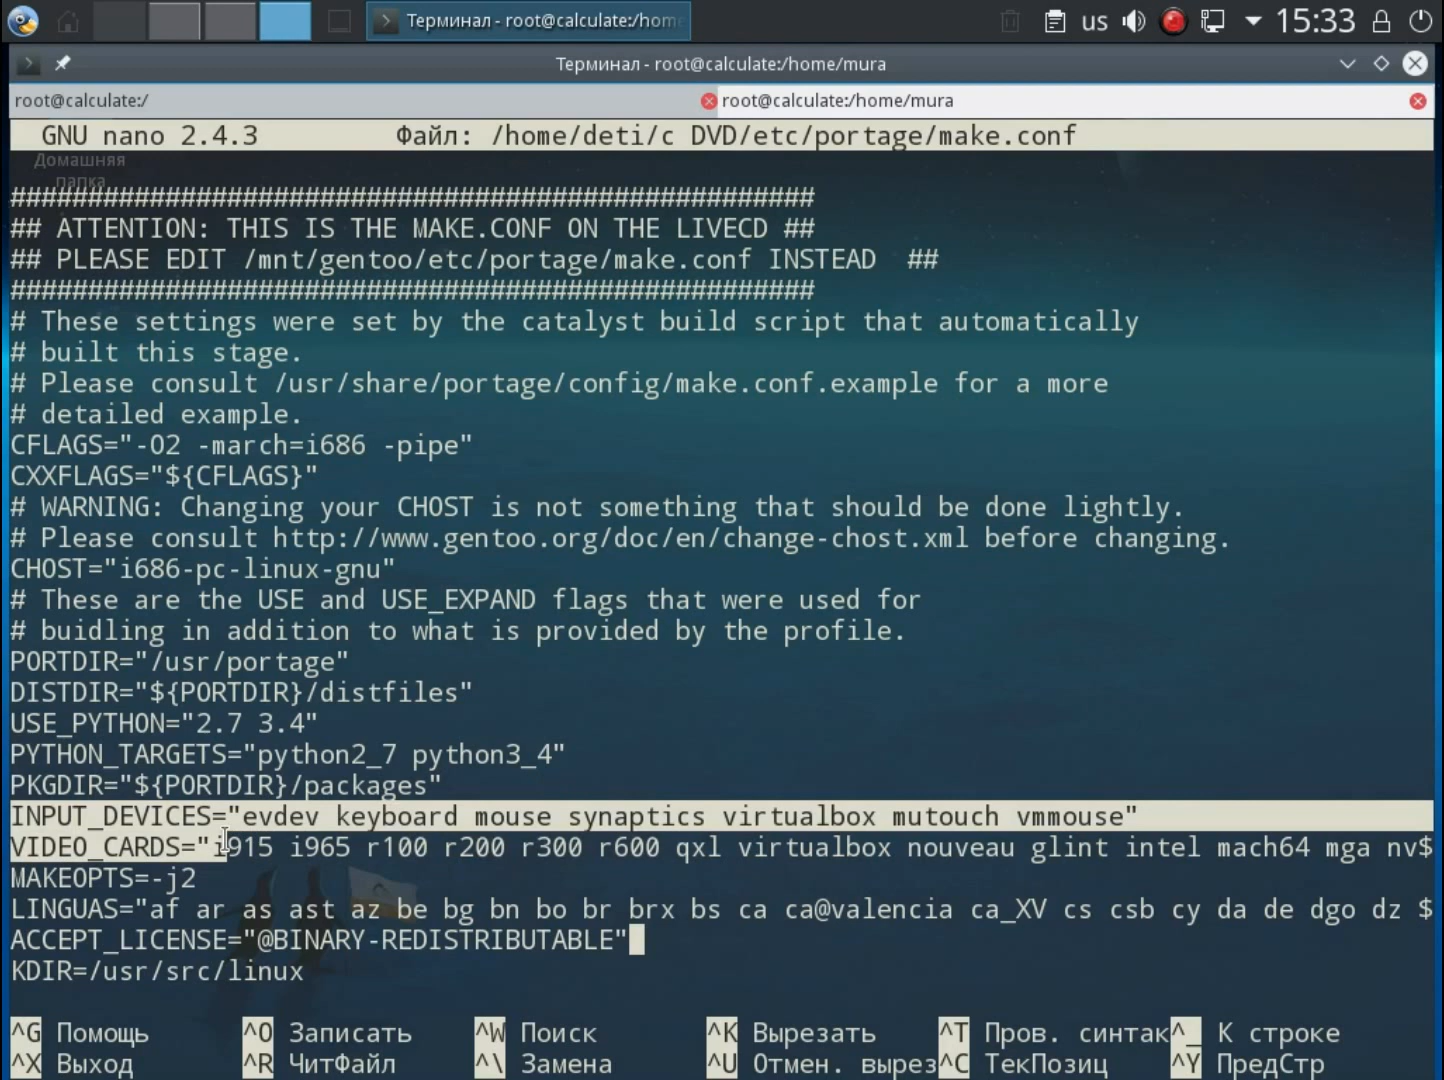 Терминал - root@calculate:/home
us 15:33
Терминал - root@calculate:/home/mura
root@calculate:/ root@calculate:/home/mura
GNU nano 2.4.3 Файл: /home/deti/c DVD/etc/portage/make.conf
Домашняя
папка
####################################################
## ATTENTION: THIS IS THE MAKE.CONF ON THE LIVECD ##
## PLEASE EDIT /mnt/gentoo/etc/portage/make.conf INSTEAD  ##
####################################################
# These settings were set by the catalyst build script that automatically
# built this stage.
# Please consult /usr/share/portage/config/make.conf.example for a more
# detailed example.
CFLAGS="-O2 -march=i686 -pipe"
CXXFLAGS="${CFLAGS}"
# WARNING: Changing your CHOST is not something that should be done lightly.
# Please consult http://www.gentoo.org/doc/en/change-chost.xml before changing.
CHOST="i686-pc-linux-gnu"
# These are the USE and USE_EXPAND flags that were used for
# buidling in addition to what is provided by the profile.
PORTDIR="/usr/portage"
DISTDIR="${PORTDIR}/distfiles"
USE_PYTHON="2.7 3.4"
PYTHON_TARGETS="python2_7 python3_4"
PKGDIR="${PORTDIR}/packages"
INPUT_DEVICES="evdev keyboard mouse synaptics virtualbox mutouch vmmouse"
VIDEO_CARDS="i915 i965 r100 r200 r300 r600 qxl virtualbox nouveau glint intel mach64 mga nv$
MAKEOPTS=-j2
LINGUAS="af ar as ast az be bg bn bo br brx bs ca ca@valencia ca_XV cs csb cy da de dgo dz $
ACCEPT_LICENSE="@BINARY-REDISTRIBUTABLE"
KDIR=/usr/src/linux
^G Помощь ^O Записать ^W Поиск ^K Вырезать ^T Пров. синтак ^_ К строке
^X Выход ^R ЧитФайл ^\ Замена ^U Отмен. вырез ^C ТекПозиц ^Y ПредСтр